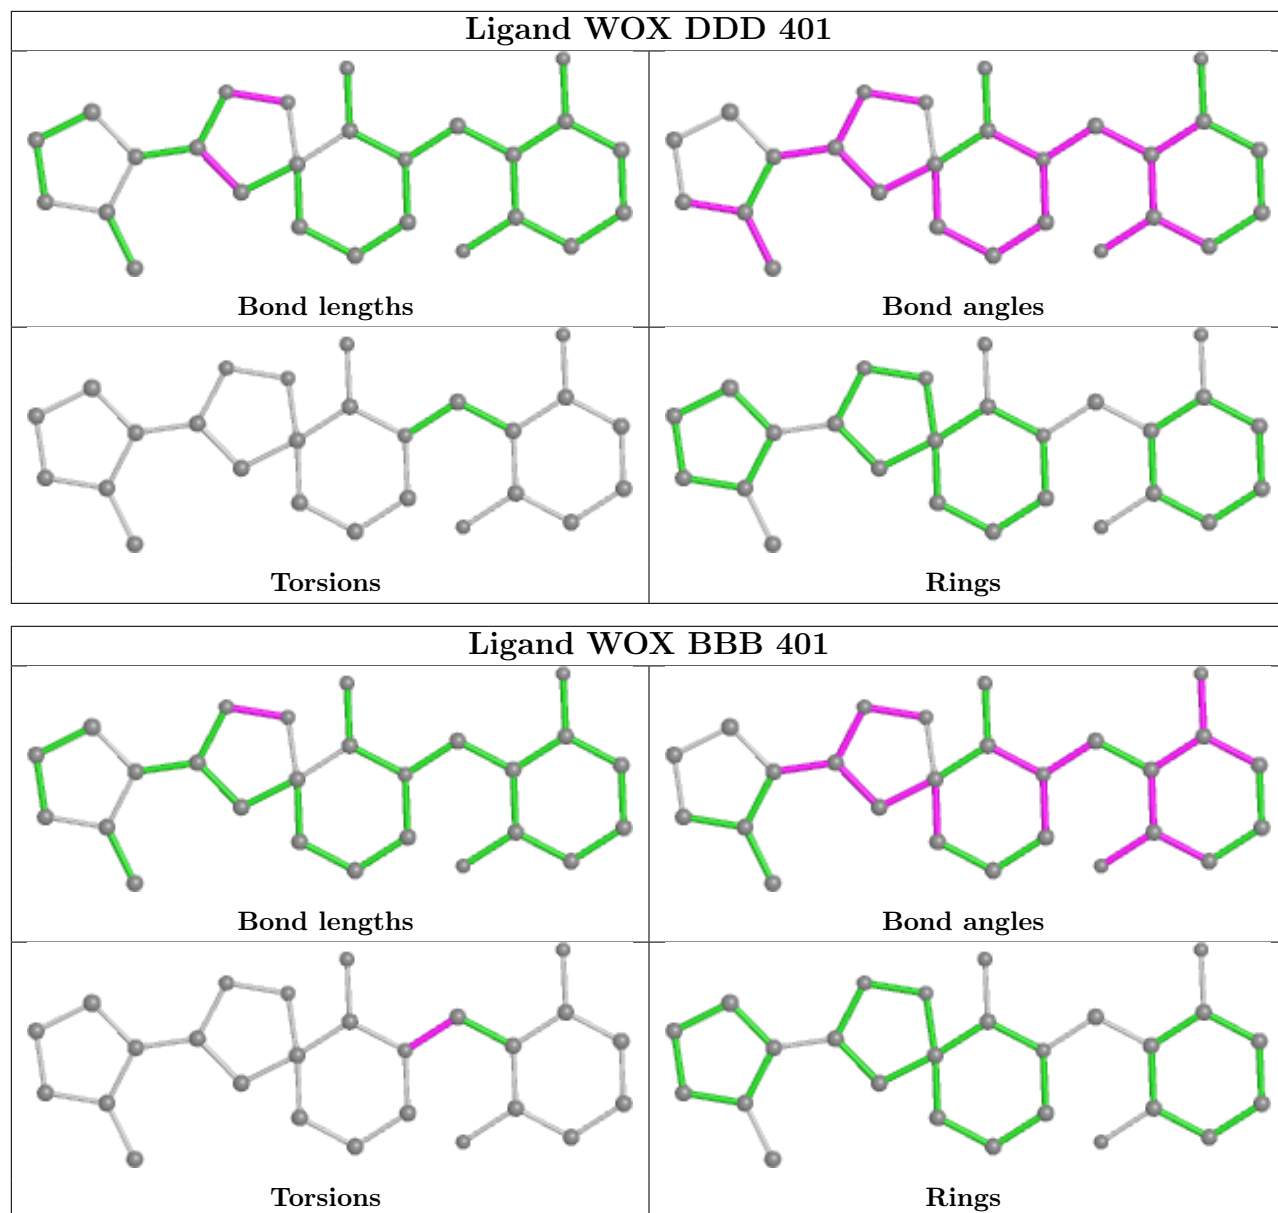 Ligand WOX DDD 401
Bond lengths
Bond angles
Torsions
Rings
Ligand WOX BBB 401
Bond lengths
Bond angles
Torsions
Rings